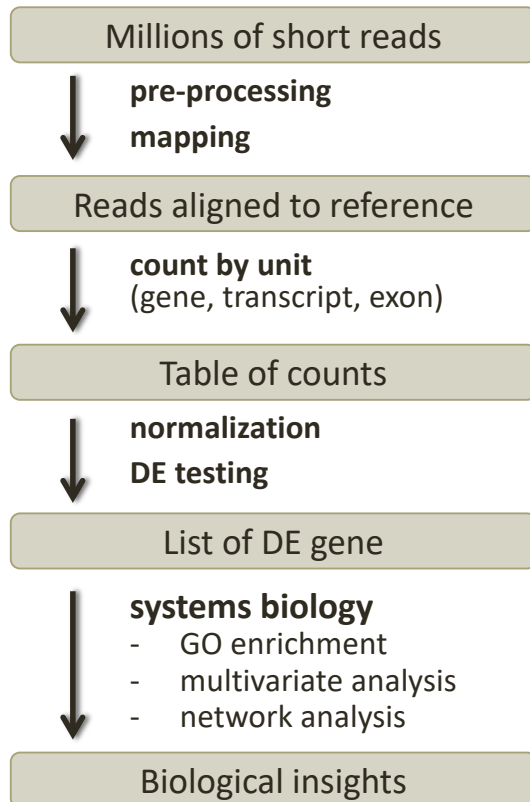 Millions of short reads
pre-processing
mapping
Reads aligned to reference
count by unit
(gene, transcript, exon)
Table of counts
normalization
DE testing
List of DE gene
systems biology
- GO enrichment
- multivariate analysis
- network analysis
Biological insights